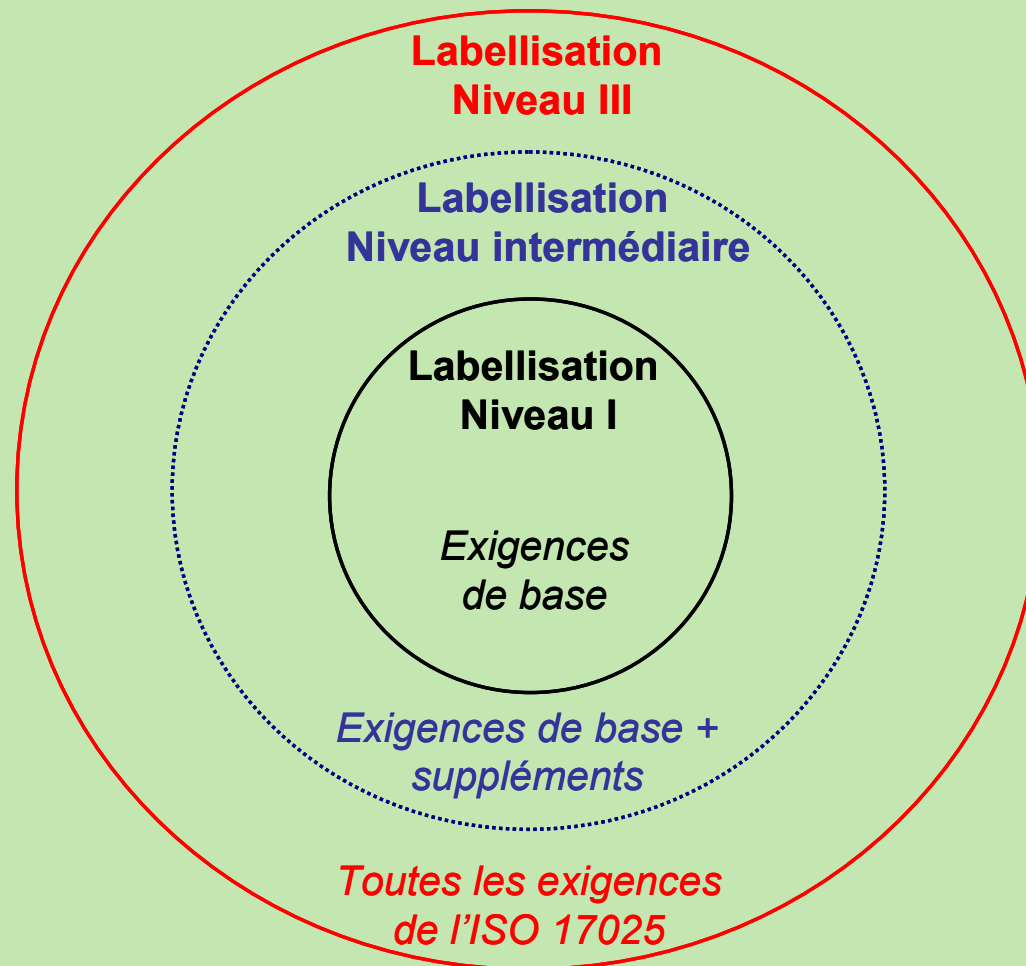 Labellisation
Niveau III
Labellisation
Niveau intermédiaire
Labellisation
Niveau I
Exigences
de base
Exigences de base +
suppléments
Toutes les exigences
de l’ISO 17025